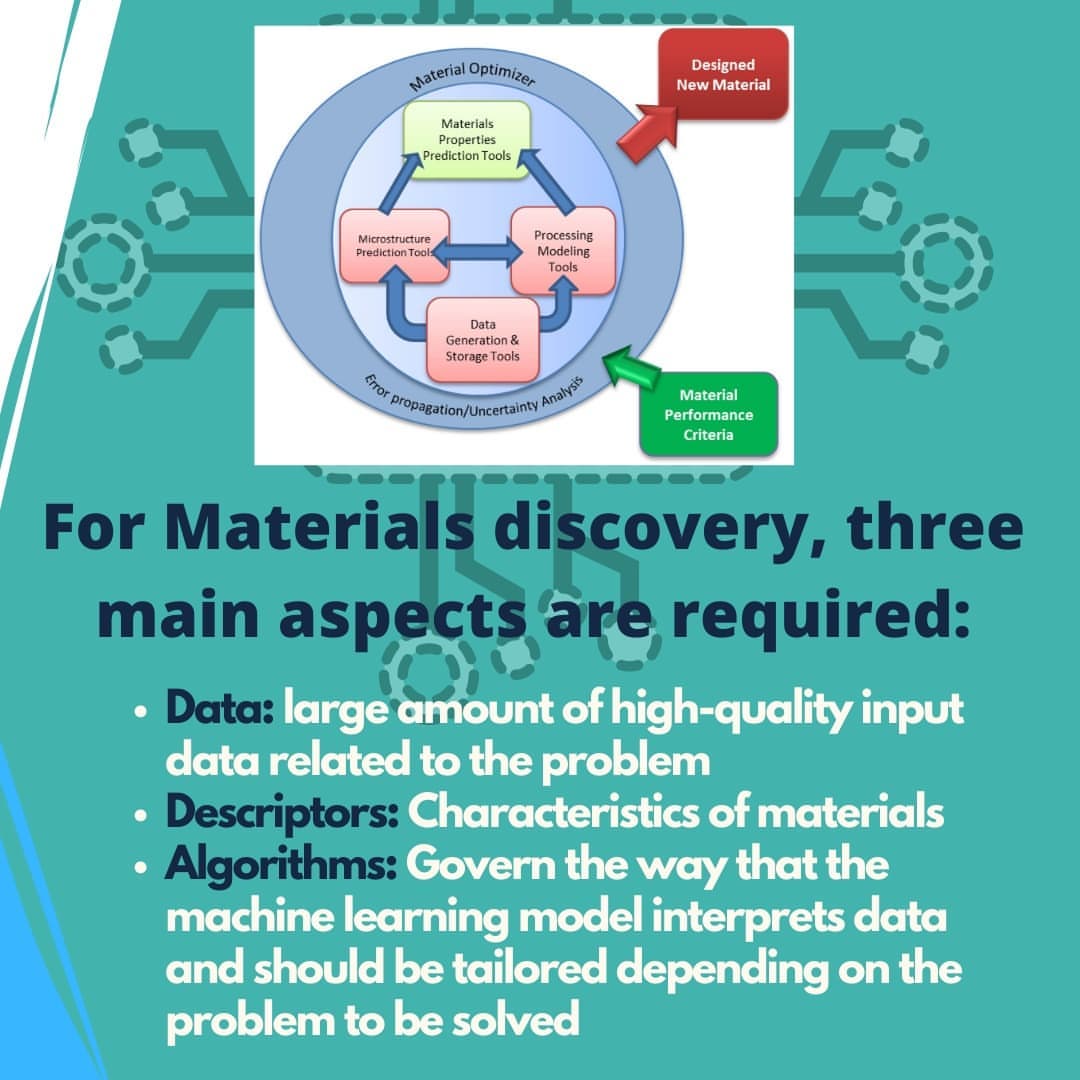 Material Optimizer
Designed
New Material
Materials
Properties
Prediction Tools
Microstructure
Prediction Tools
Processing
Modeling
Tools
Data
Generation &
Storage Tools
Error propagation/Uncertainty Analysis
Material
Performance
Criteria
For Materials discovery, three
main aspects are required:
• Data: large amount of high-quality input
data related to the problem
• Descriptors: Characteristics of materials
• Algorithms: Govern the way that the
machine learning model interprets data
and should be tailored depending on the
problem to be solved